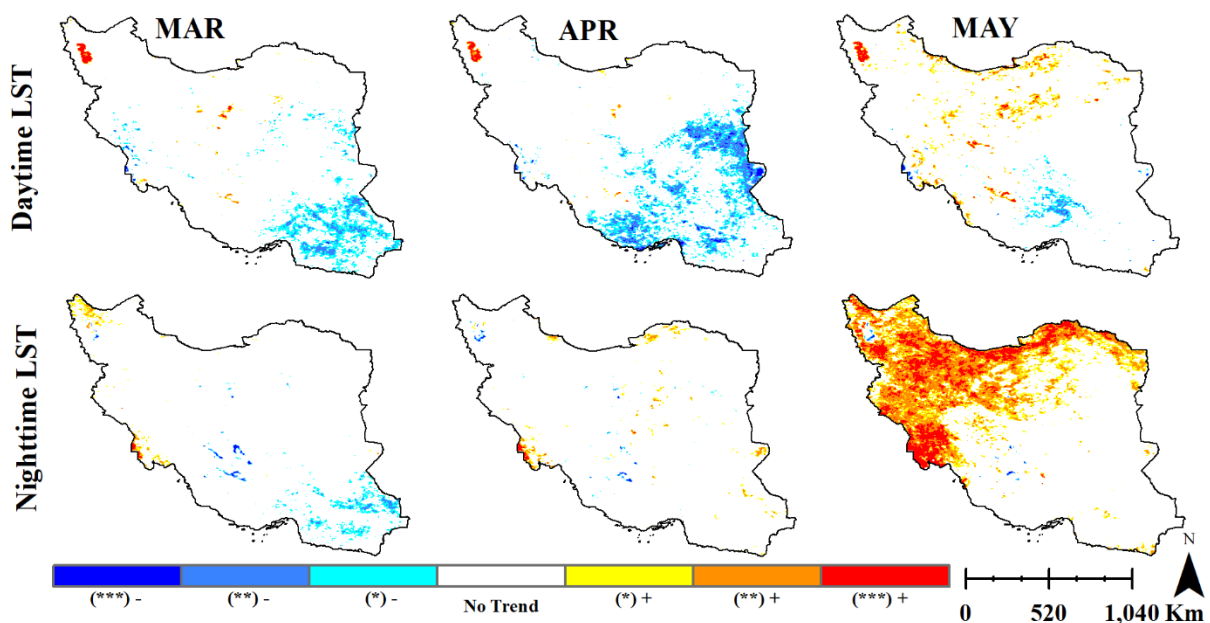 MAR
APR
MAY
Daytime LST
Nighttime LST
N
(***) -
(**) -
(*) -
No Trend
(*) +
(**) +
(***) +
0
520
1,040 Km